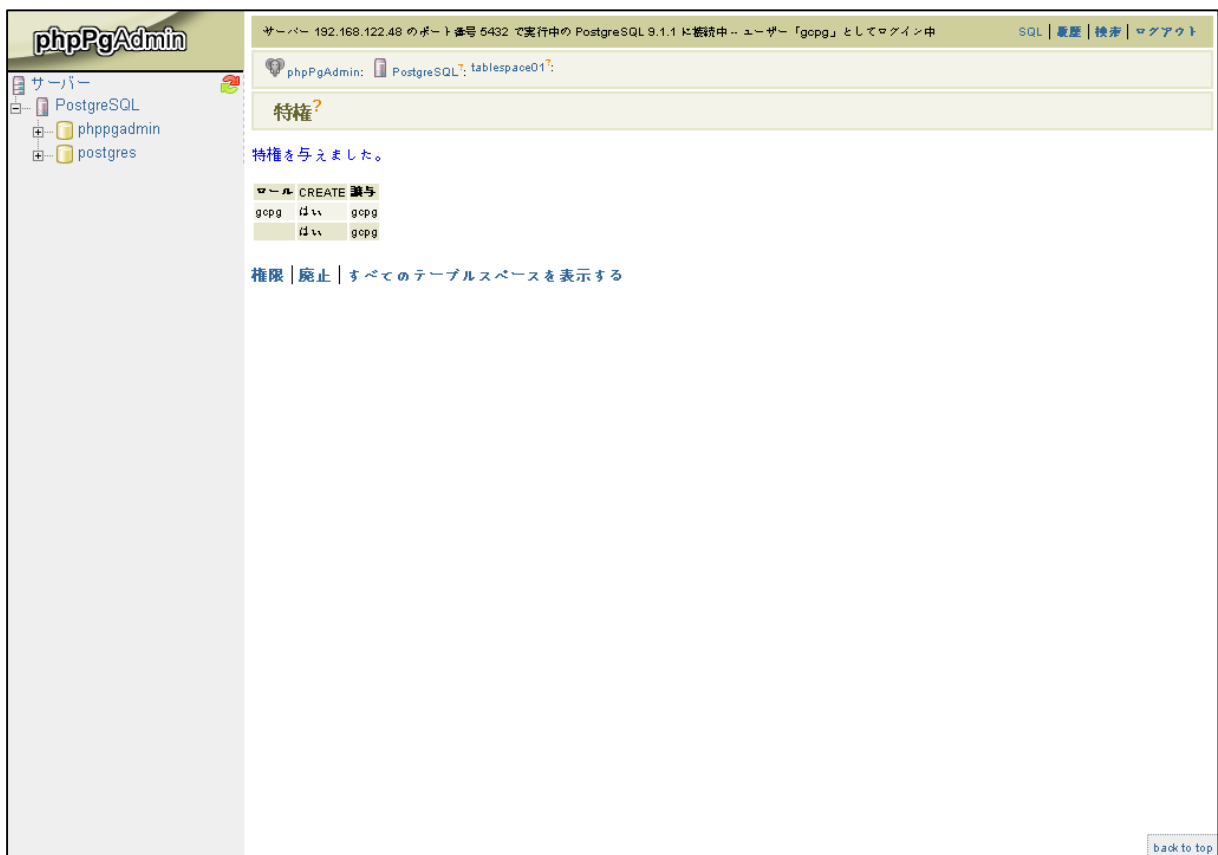 phpPgAdmin
サーバー
PostgreSQL
phppgadmin
postgres
サーバー 192.168.122.48 のポート番号 5432 で実行中の PostgreSQL 9.1.1 に接続中 -- ユーザー「gcpg」としてログイン中
SQL | 履歴 | 検索 | ログアウト
phpPgAdmin: PostgreSQL?: tablespace01?:
特権?
特権を与えました。
ロール CREATE 譲与
gcpg はい gcpg
はい gcpg
権限 | 廃止 | すべてのテーブルスペースを表示する
back to top